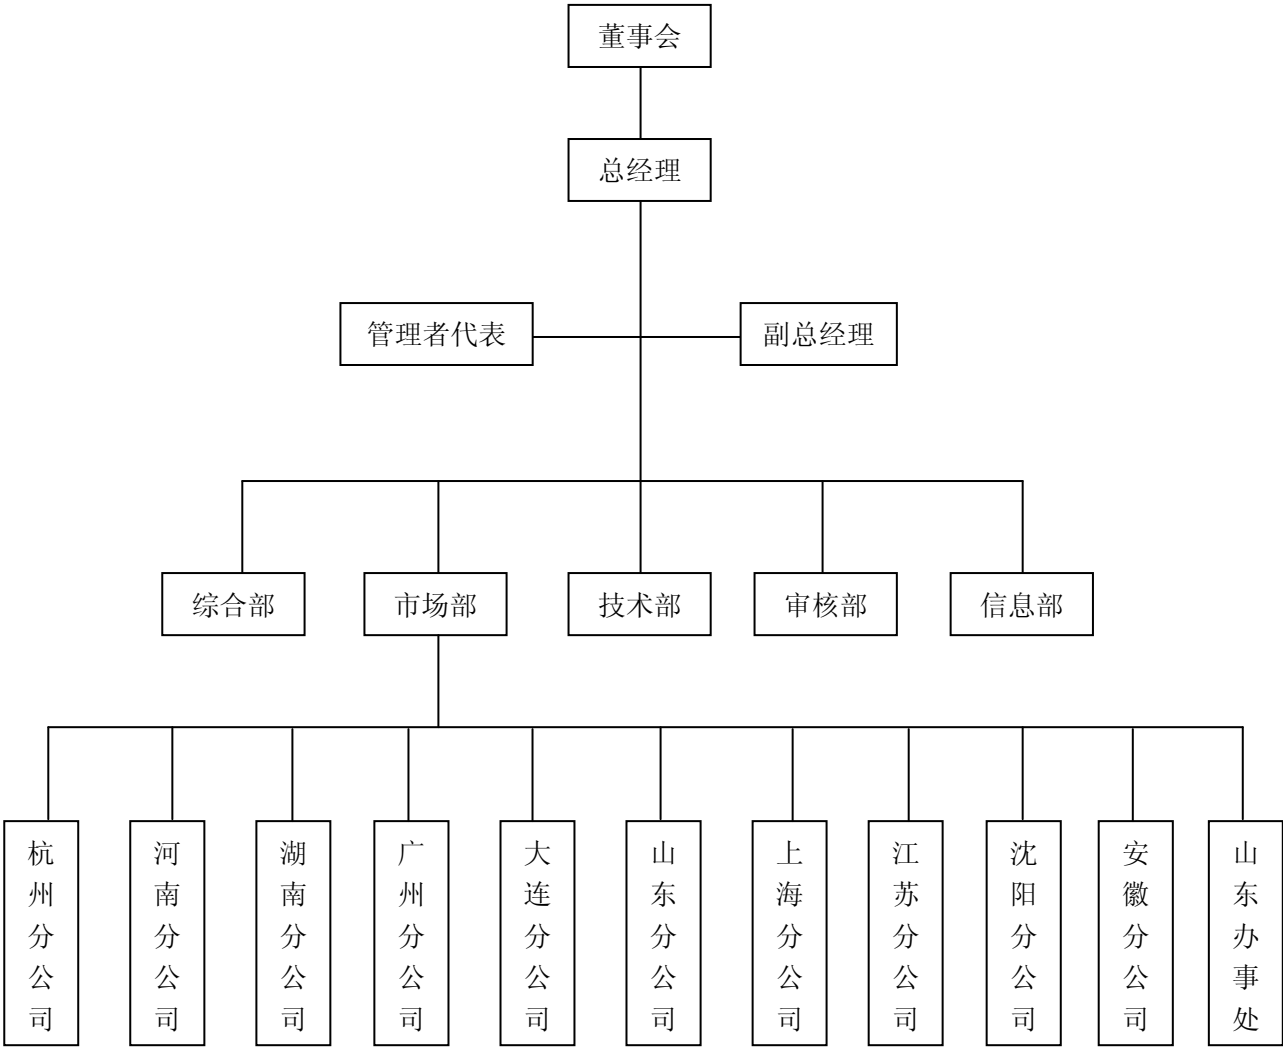 董事会
总经理
管理者代表
副总经理
综合部
市场部
技术部
审核部
信息部
杭州分公司
河南分公司
湖南分公司
广州分公司
大连分公司
山东分公司
上海分公司
江苏分公司
沈阳分公司
安徽分公司
山东办事处